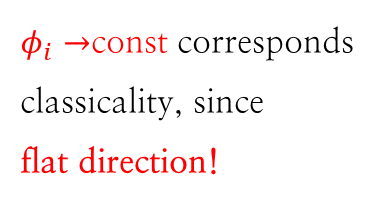 ϕᵢ →const corresponds
classicality, since
flat direction!